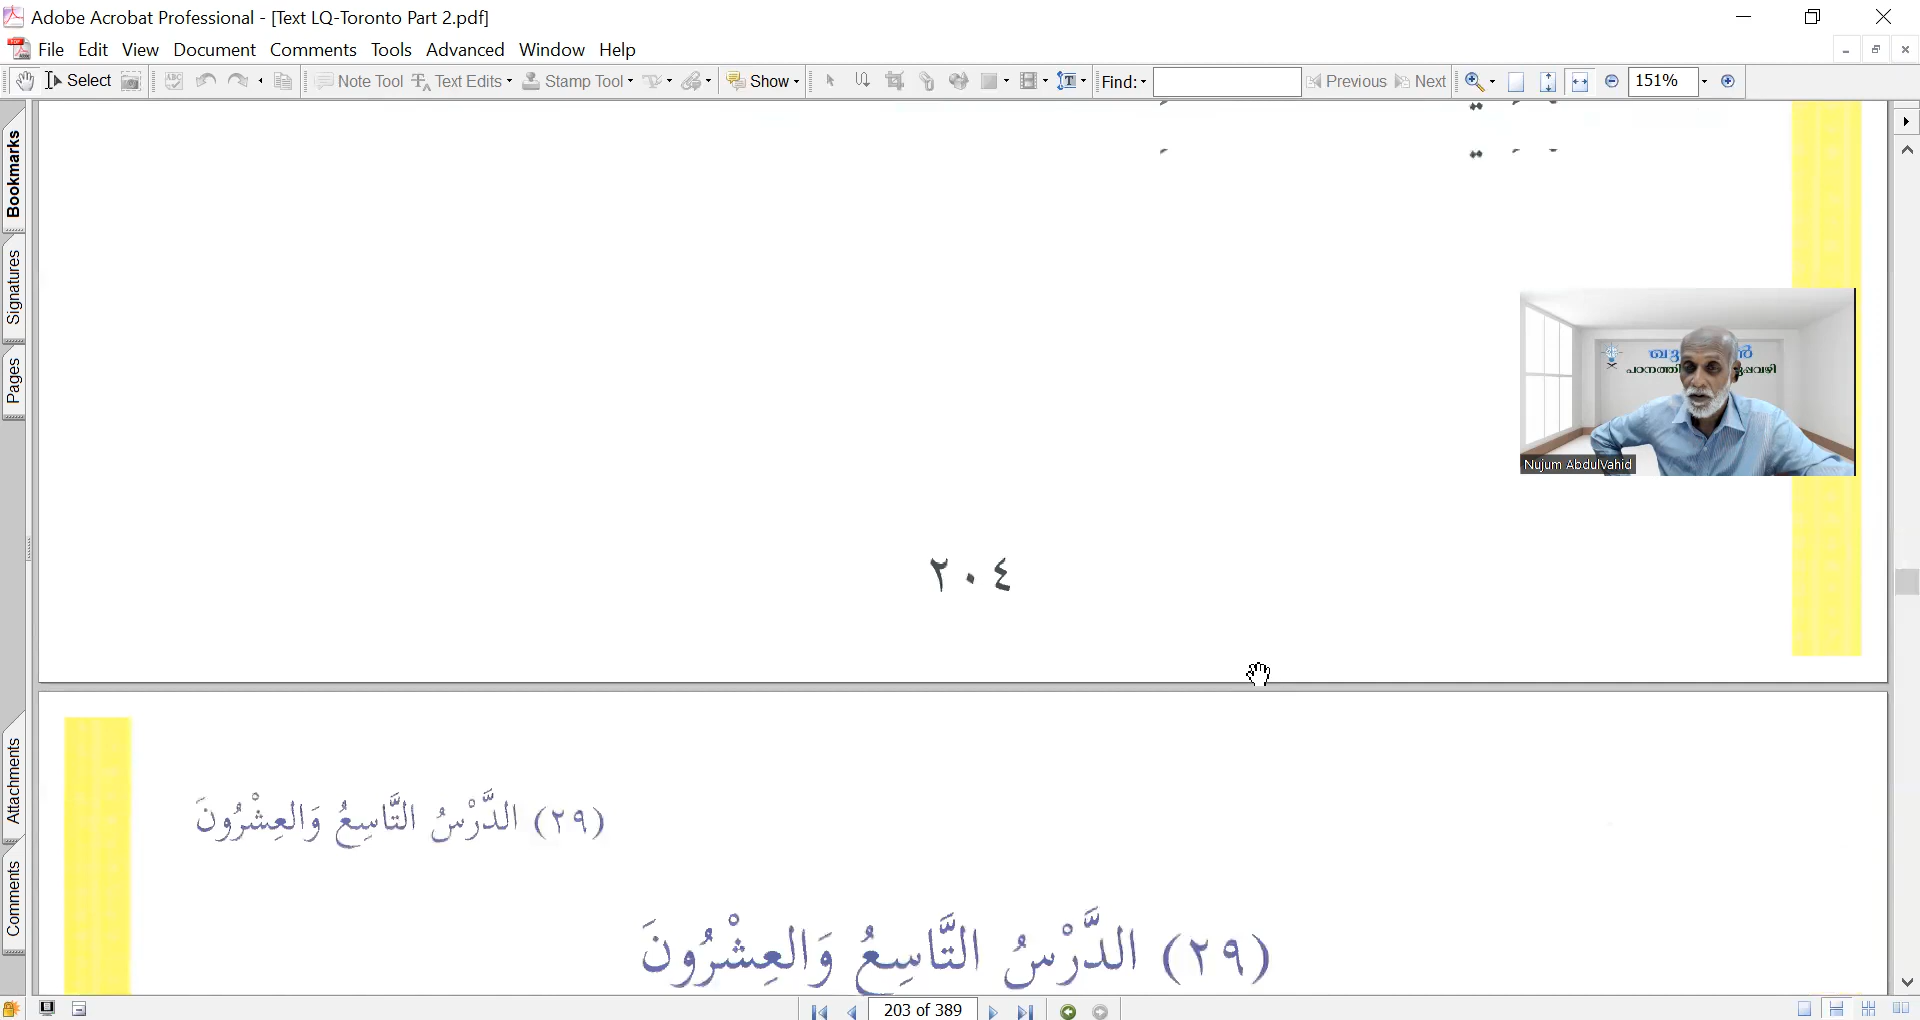 Adobe Acrobat Professional - [Text LQ-Toronto Part 2.pdf]
File Edit View Document Comments Tools Advanced Window Help
Select Note Tool Text Edits Stamp Tool Show Find: Previous Next 151%
Bookmarks
Signatures
Pages
Attachments
Comments
പഠനത്തി
Nujum AbdulVahid
٢٠٤
(٢٩) الدَّرْسُ التَّاسِعُ وَالعِشْرُونَ
(٢٩) الدَّرْسُ التَّاسِعُ وَالعِشْرُونَ
203 of 389